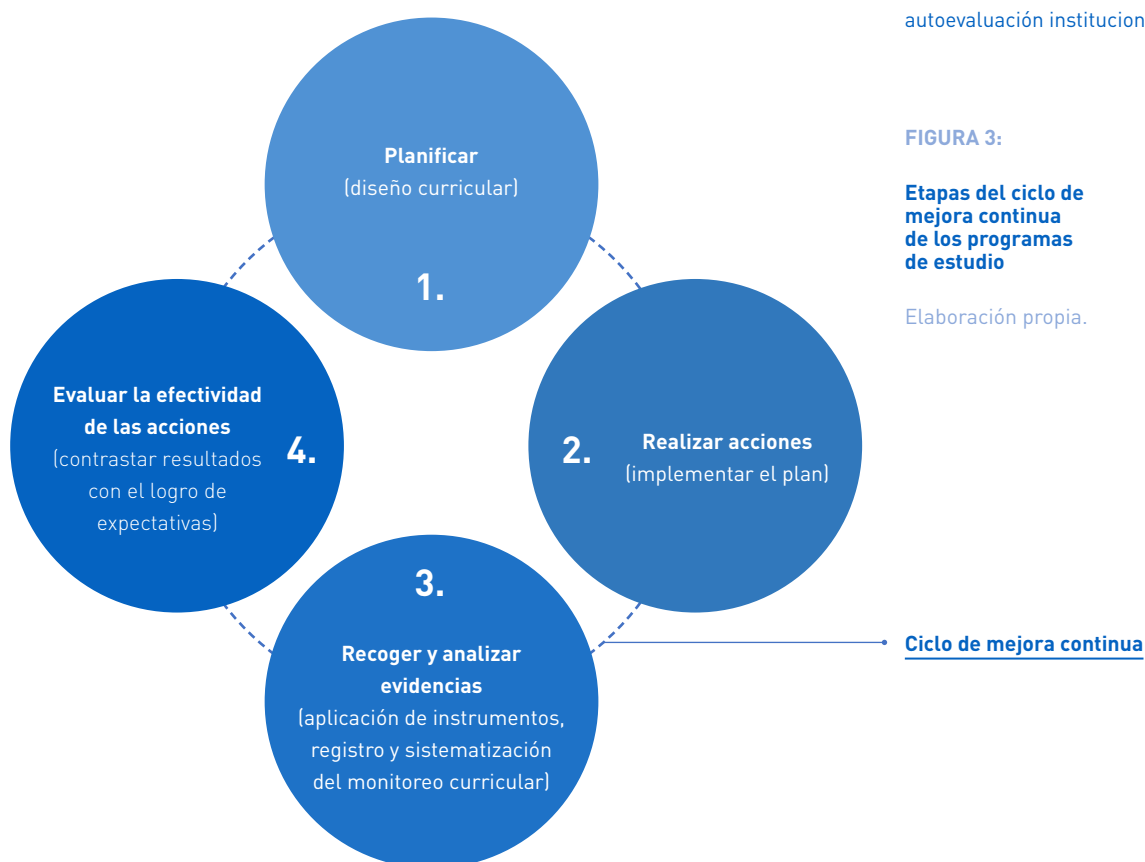 autoevaluación institucion
FIGURA 3:
Etapas del ciclo de
mejora continua
de los programas
de estudio
Elaboración propia.
Planificar
(diseño curricular)
1.
2.
Realizar acciones
(implementar el plan)
3.
Recoger y analizar
evidencias
(aplicación de instrumentos,
registro y sistematización
del monitoreo curricular)
Evaluar la efectividad
de las acciones
(contrastar resultados
con el logro de
expectativas)
4.
Ciclo de mejora continua